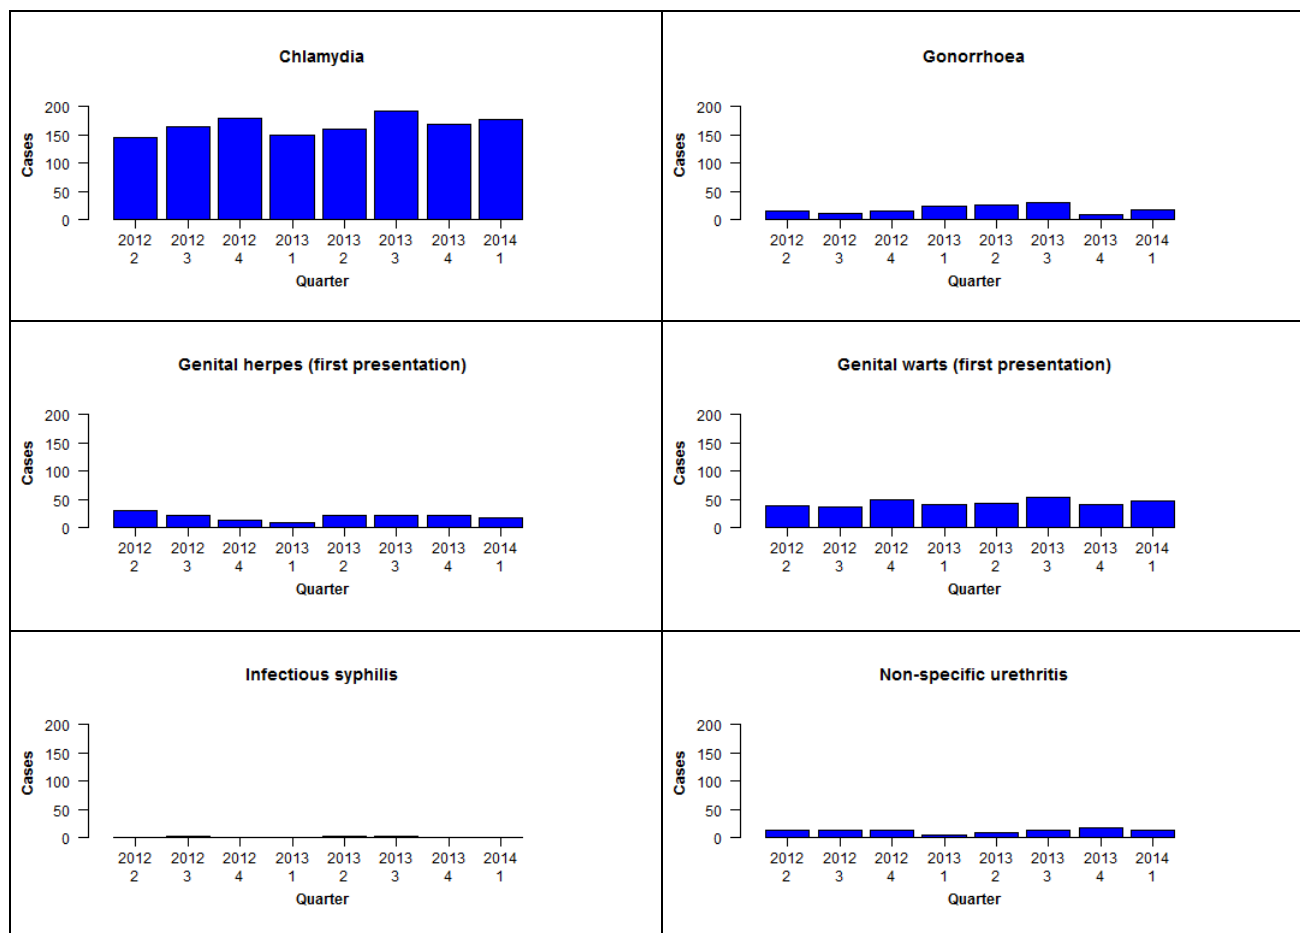 Chlamydia
Cases
200
150
100
50
0
2012 2012 2012 2013 2013 2013 2013 2014
2 3 4 1 2 3 4 1
Quarter
Gonorrhoea
Cases
200
150
100
50
0
2012 2012 2012 2013 2013 2013 2013 2014
2 3 4 1 2 3 4 1
Quarter
Genital herpes (first presentation)
Cases
200
150
100
50
0
2012 2012 2012 2013 2013 2013 2013 2014
2 3 4 1 2 3 4 1
Quarter
Genital warts (first presentation)
Cases
200
150
100
50
0
2012 2012 2012 2013 2013 2013 2013 2014
2 3 4 1 2 3 4 1
Quarter
Infectious syphilis
Cases
200
150
100
50
0
2012 2012 2012 2013 2013 2013 2013 2014
2 3 4 1 2 3 4 1
Quarter
Non-specific urethritis
Cases
200
150
100
50
0
2012 2012 2012 2013 2013 2013 2013 2014
2 3 4 1 2 3 4 1
Quarter